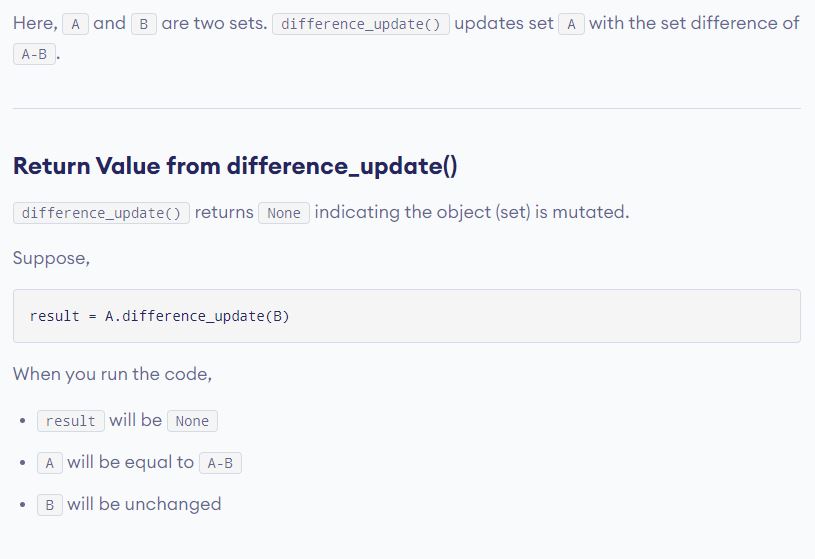 Here, A and B are two sets. difference_update() updates set A with the set difference of
A-B.
Return Value from difference_update()
difference_update() returns None indicating the object (set) is mutated.
Suppose,
result = A.difference_update(B)
When you run the code,
• result will be None
• A will be equal to A-B
• B will be unchanged